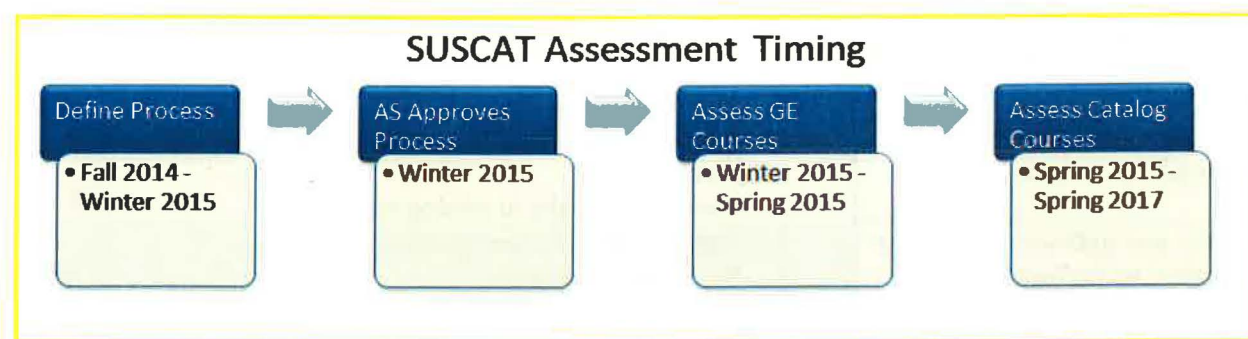 SUSCAT Assessment Timing
Define Process
• Fall 2014 -
Winter 2015
AS Approves
Process
• Winter 2015
Assess GE
Courses
• Winter 2015 -
Spring 2015
Assess Catalog
Courses
• Spring 2015 -
Spring 2017